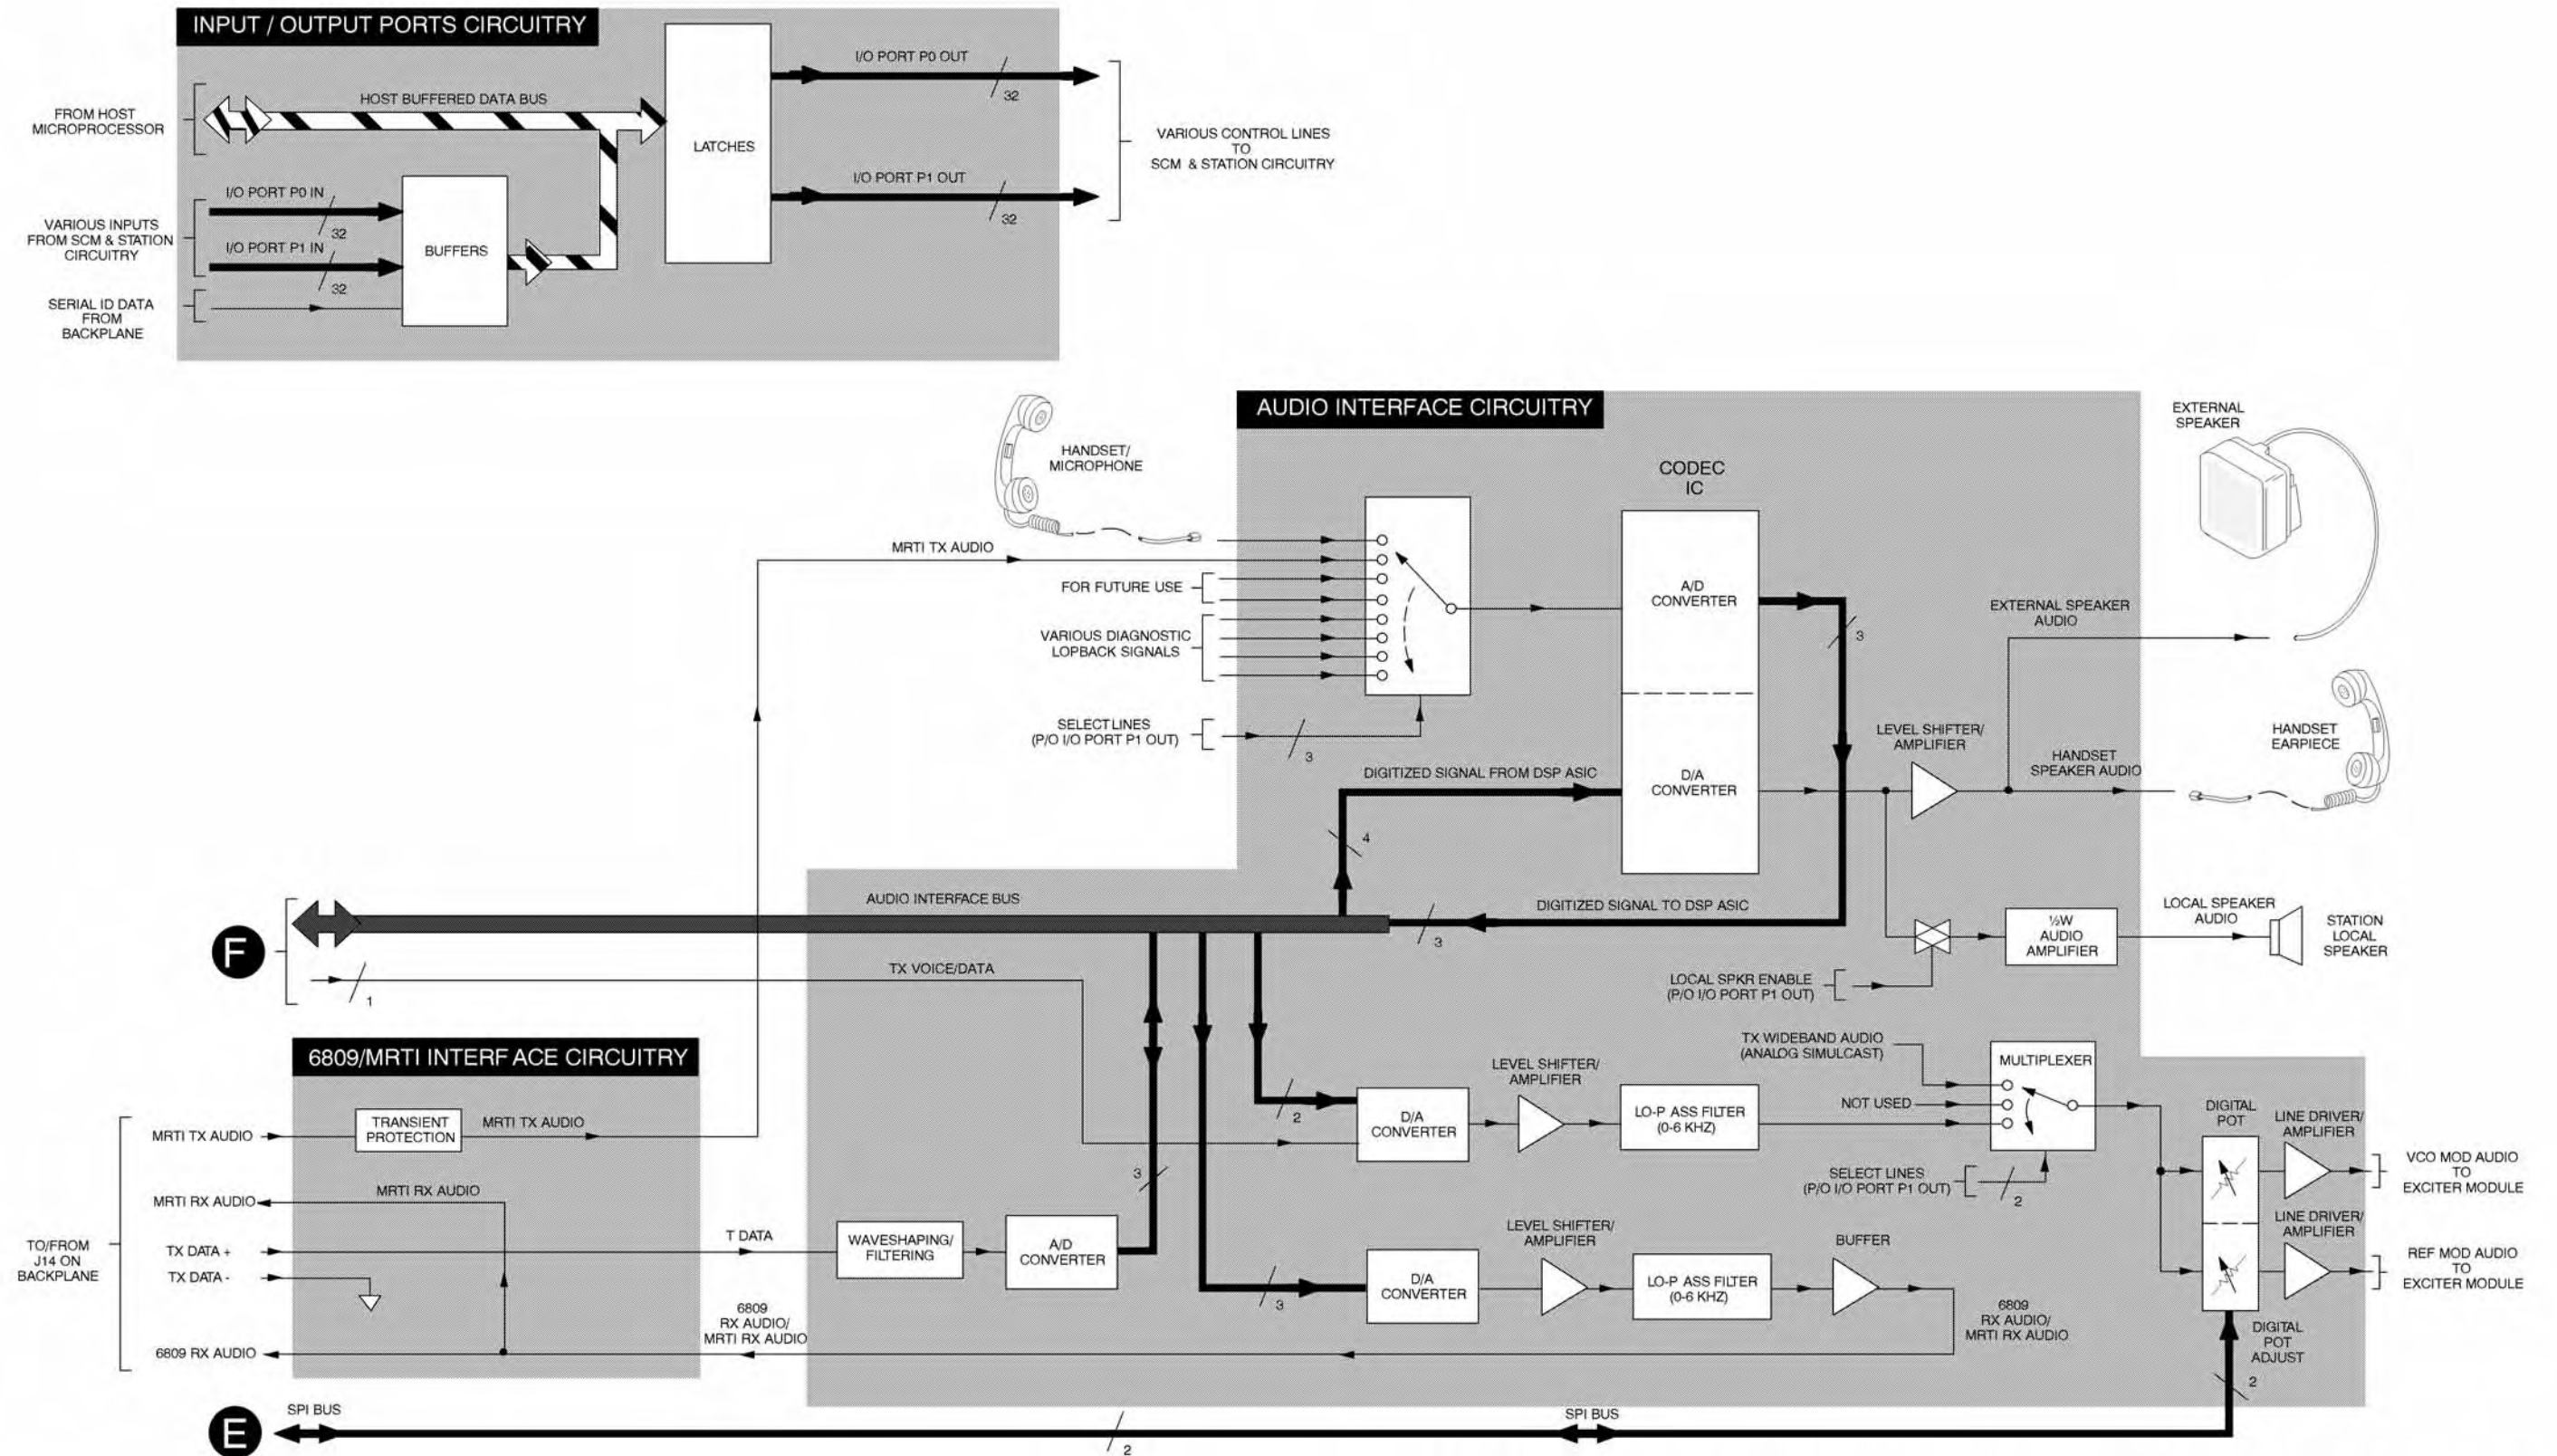 INPUT / OUTPUT PORTS CIRCUITRY
FROM HOST
MICROPROCESSOR
HOST BUFFERED DATA BUS
I/O PORT P0 IN
32
VARIOUS INPUTS
FROM SCM & STATION
CIRCUITRY
I/O PORT P1 IN
32
SERIAL ID DATA
FROM
BACKPLANE
BUFFERS
LATCHES
I/O PORT P0 OUT
32
I/O PORT P1 OUT
32
VARIOUS CONTROL LINES
TO
SCM & STATION CIRCUITRY
AUDIO INTERFACE CIRCUITRY
HANDSET/
MICROPHONE
MRTI TX AUDIO
FOR FUTURE USE
VARIOUS DIAGNOSTIC
LOPBACK SIGNALS
SELECT LINES
(P/O I/O PORT P1 OUT)
3
CODEC
IC
A/D
CONVERTER
D/A
CONVERTER
3
DIGITIZED SIGNAL FROM DSP ASIC
4
LEVEL SHIFTER/
AMPLIFIER
EXTERNAL
SPEAKER
EXTERNAL SPEAKER
AUDIO
HANDSET
EARPIECE
HANDSET
SPEAKER AUDIO
F
AUDIO INTERFACE BUS
DIGITIZED SIGNAL TO DSP ASIC
3
TX VOICE/DATA
1
½W
AUDIO
AMPLIFIER
LOCAL SPEAKER
AUDIO
STATION
LOCAL
SPEAKER
LOCAL SPKR ENABLE
(P/O I/O PORT P1 OUT)
6809/MRTI INTERF ACE CIRCUITRY
TO/FROM
J14 ON
BACKPLANE
MRTI TX AUDIO
TRANSIENT
PROTECTION
MRTI TX AUDIO
MRTI RX AUDIO
MRTI RX AUDIO
TX DATA +
TX DATA -
6809 RX AUDIO
T DATA
6809
RX AUDIO/
MRTI RX AUDIO
WAVESHAPING/
FILTERING
A/D
CONVERTER
3
2
D/A
CONVERTER
LEVEL SHIFTER/
AMPLIFIER
LO-P ASS FILTER
(0-6 KHZ)
TX WIDEBAND AUDIO
(ANALOG SIMULCAST)
NOT USED
MULTIPLEXER
SELECT LINES
(P/O I/O PORT P1 OUT)
2
3
D/A
CONVERTER
LEVEL SHIFTER/
AMPLIFIER
LO-P ASS FILTER
(0-6 KHZ)
BUFFER
6809
RX AUDIO/
MRTI RX AUDIO
DIGITAL
POT
LINE DRIVER/
AMPLIFIER
VCO MOD AUDIO
TO
EXCITER MODULE
LINE DRIVER/
AMPLIFIER
REF MOD AUDIO
TO
EXCITER MODULE
DIGITAL
POT
ADJUST
2
E
SPI BUS
2
SPI BUS